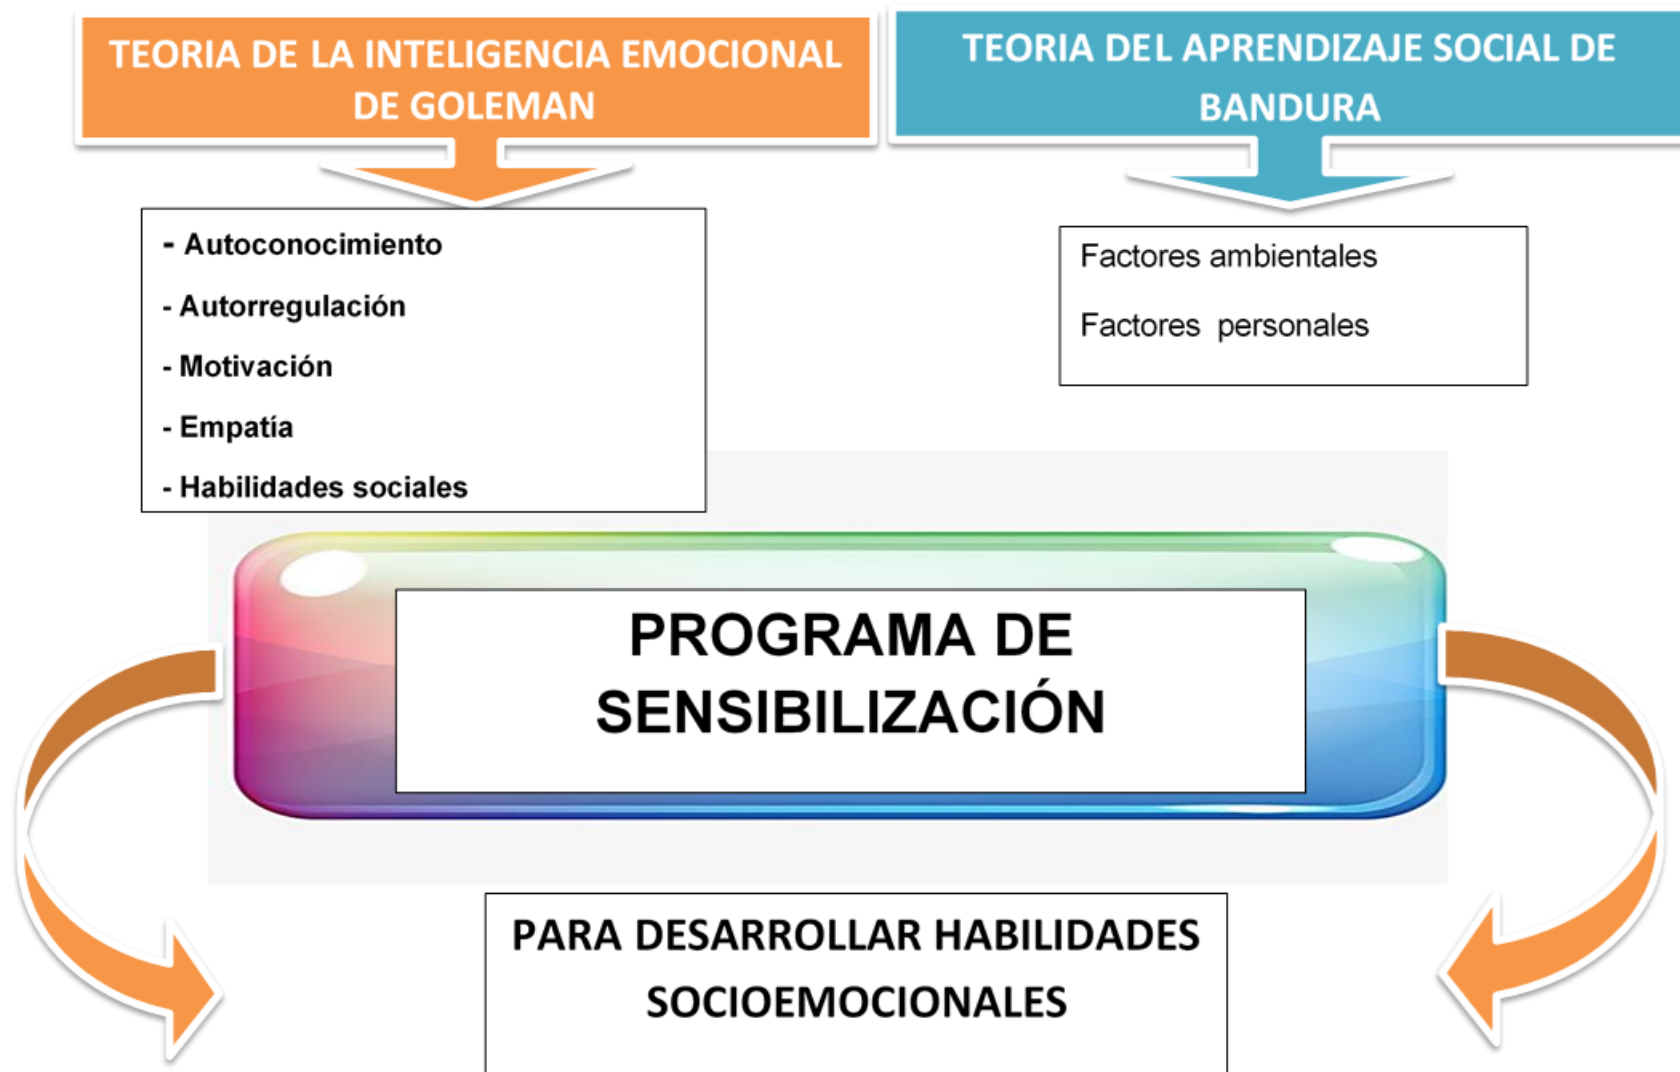 TEORIA DE LA INTELIGENCIA EMOCIONAL
DE GOLEMAN
TEORIA DEL APRENDIZAJE SOCIAL DE
BANDURA
- Autoconocimiento
- Autorregulación
- Motivación
- Empatía
- Habilidades sociales
Factores ambientales
Factores personales
PROGRAMA DE
SENSIBILIZACIÓN
PARA DESARROLLAR HABILIDADES
SOCIOEMOCIONALES